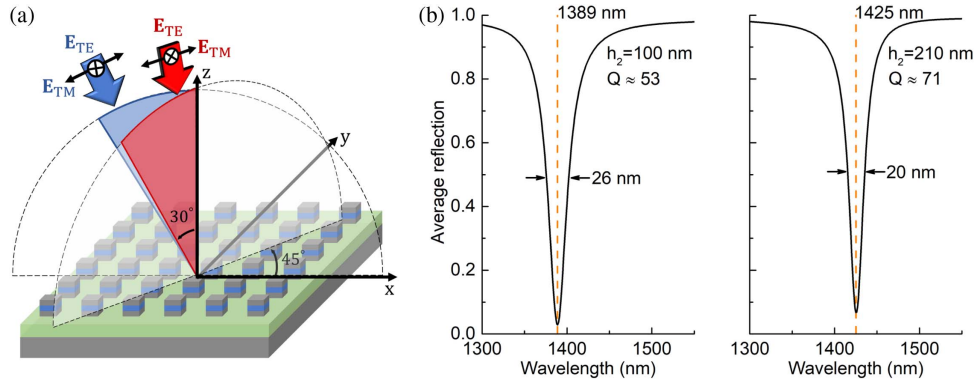 (a)
E_TE
E_TM
E_TE
E_TM
z
y
30°
45°
x
(b)
Average reflection
1.0
0.8
0.6
0.4
0.2
0.0
1389 nm
h₂=100 nm
Q ≈ 53
26 nm
1300 1400 1500
Wavelength (nm)
1425 nm
h₂=210 nm
Q ≈ 71
20 nm
1300 1400 1500
Wavelength (nm)